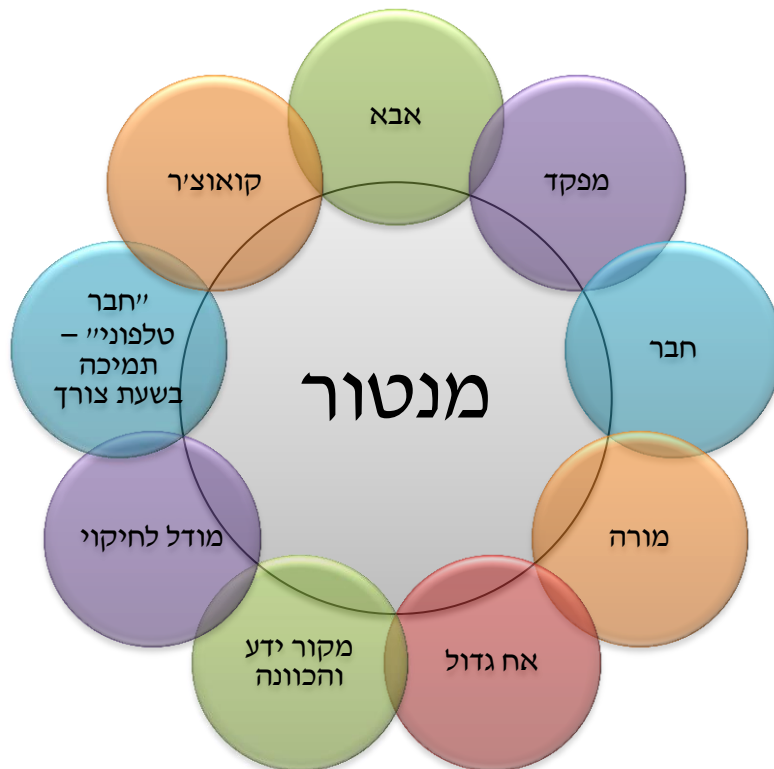 אבא
מפקד
חבר
מורה
אח גדול
מקור ידע
והכוונה
מודל לחיקוי
"חבר
טלפוני" –
תמיכה
בשעת צורך
קואוצ'ר
מנטור